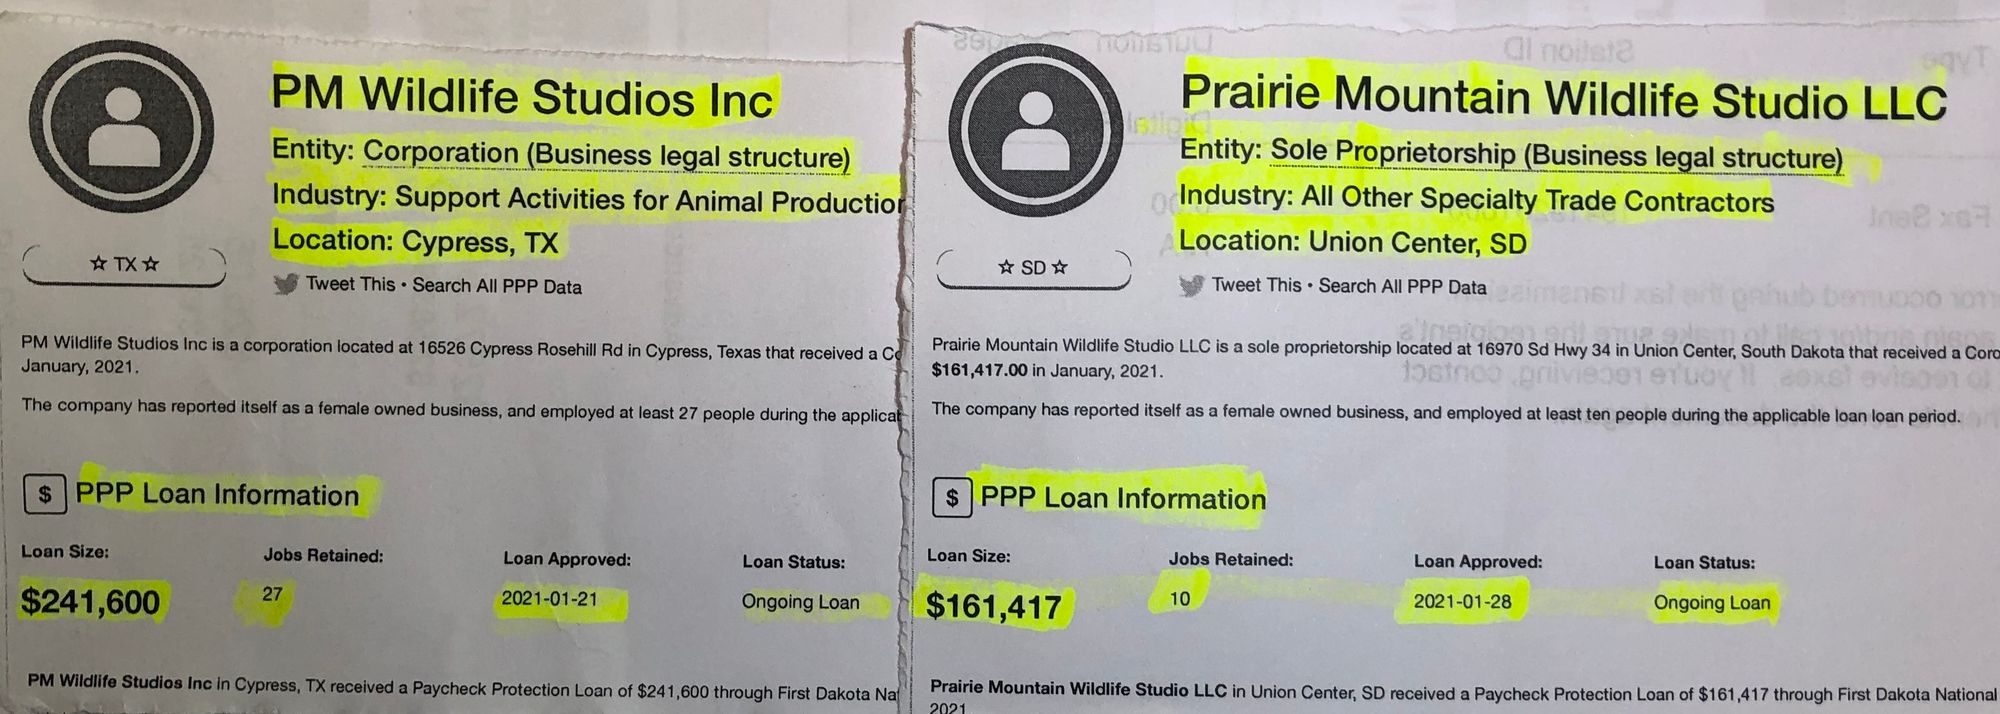 PM Wildlife Studios Inc
Entity: Corporation (Business legal structure)
Industry: Support Activities for Animal Production
Location: Cypress, TX
☆ TX ☆
Tweet This • Search All PPP Data
PM Wildlife Studios Inc is a corporation located at 16526 Cypress Rosehill Rd in Cypress, Texas that received a
January, 2021.
The company has reported itself as a female owned business, and employed at least 27 people during the
$ PPP Loan Information
Loan Size: Jobs Retained: Loan Approved: Loan Status:
$241,600 27 2021-01-21 Ongoing Loan
PM Wildlife Studios Inc in Cypress, TX received a Paycheck Protection Loan of $241,600 through First Dakota
Prairie Mountain Wildlife Studio LLC
Entity: Sole Proprietorship (Business legal structure)
Industry: All Other Specialty Trade Contractors
Location: Union Center, SD
☆ SD ☆
Tweet This • Search All PPP Data
Prairie Mountain Wildlife Studio LLC is a sole proprietorship located at 16970 Sd Hwy 34 in Union Center, South Dakota that received a
$161,417.00 in January, 2021.
The company has reported itself as a female owned business, and employed at least ten people during the applicable loan loan period.
$ PPP Loan Information
Loan Size: Jobs Retained: Loan Approved: Loan Status:
$161,417 10 2021-01-28 Ongoing Loan
Prairie Mountain Wildlife Studio LLC in Union Center, SD received a Paycheck Protection Loan of $161,417 through First Dakota National
2021